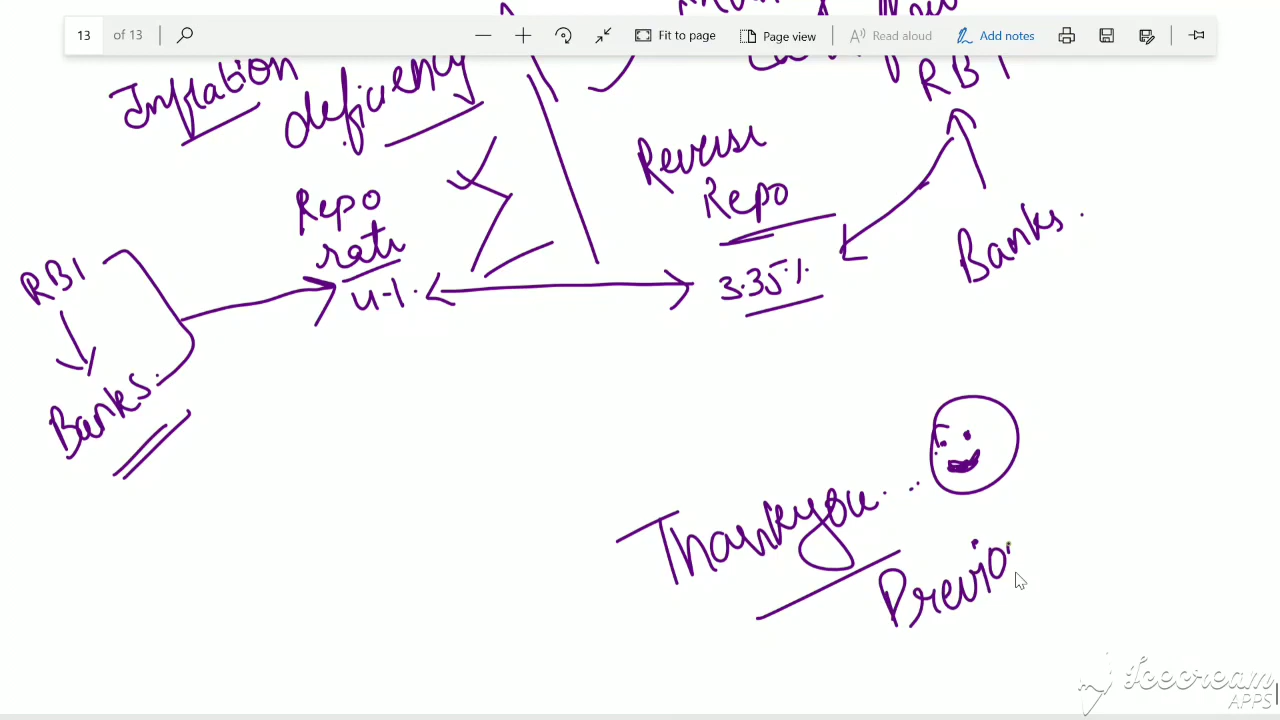 13 of 13
Fit to page
Page view
Read aloud
Add notes
RBI
Inflation
deficiency
Reverse
Repo
3.35%
Repo
rate
4%.
RBI
Banks.
Banks.
Thankyou...
Previo
Icecream
APPS